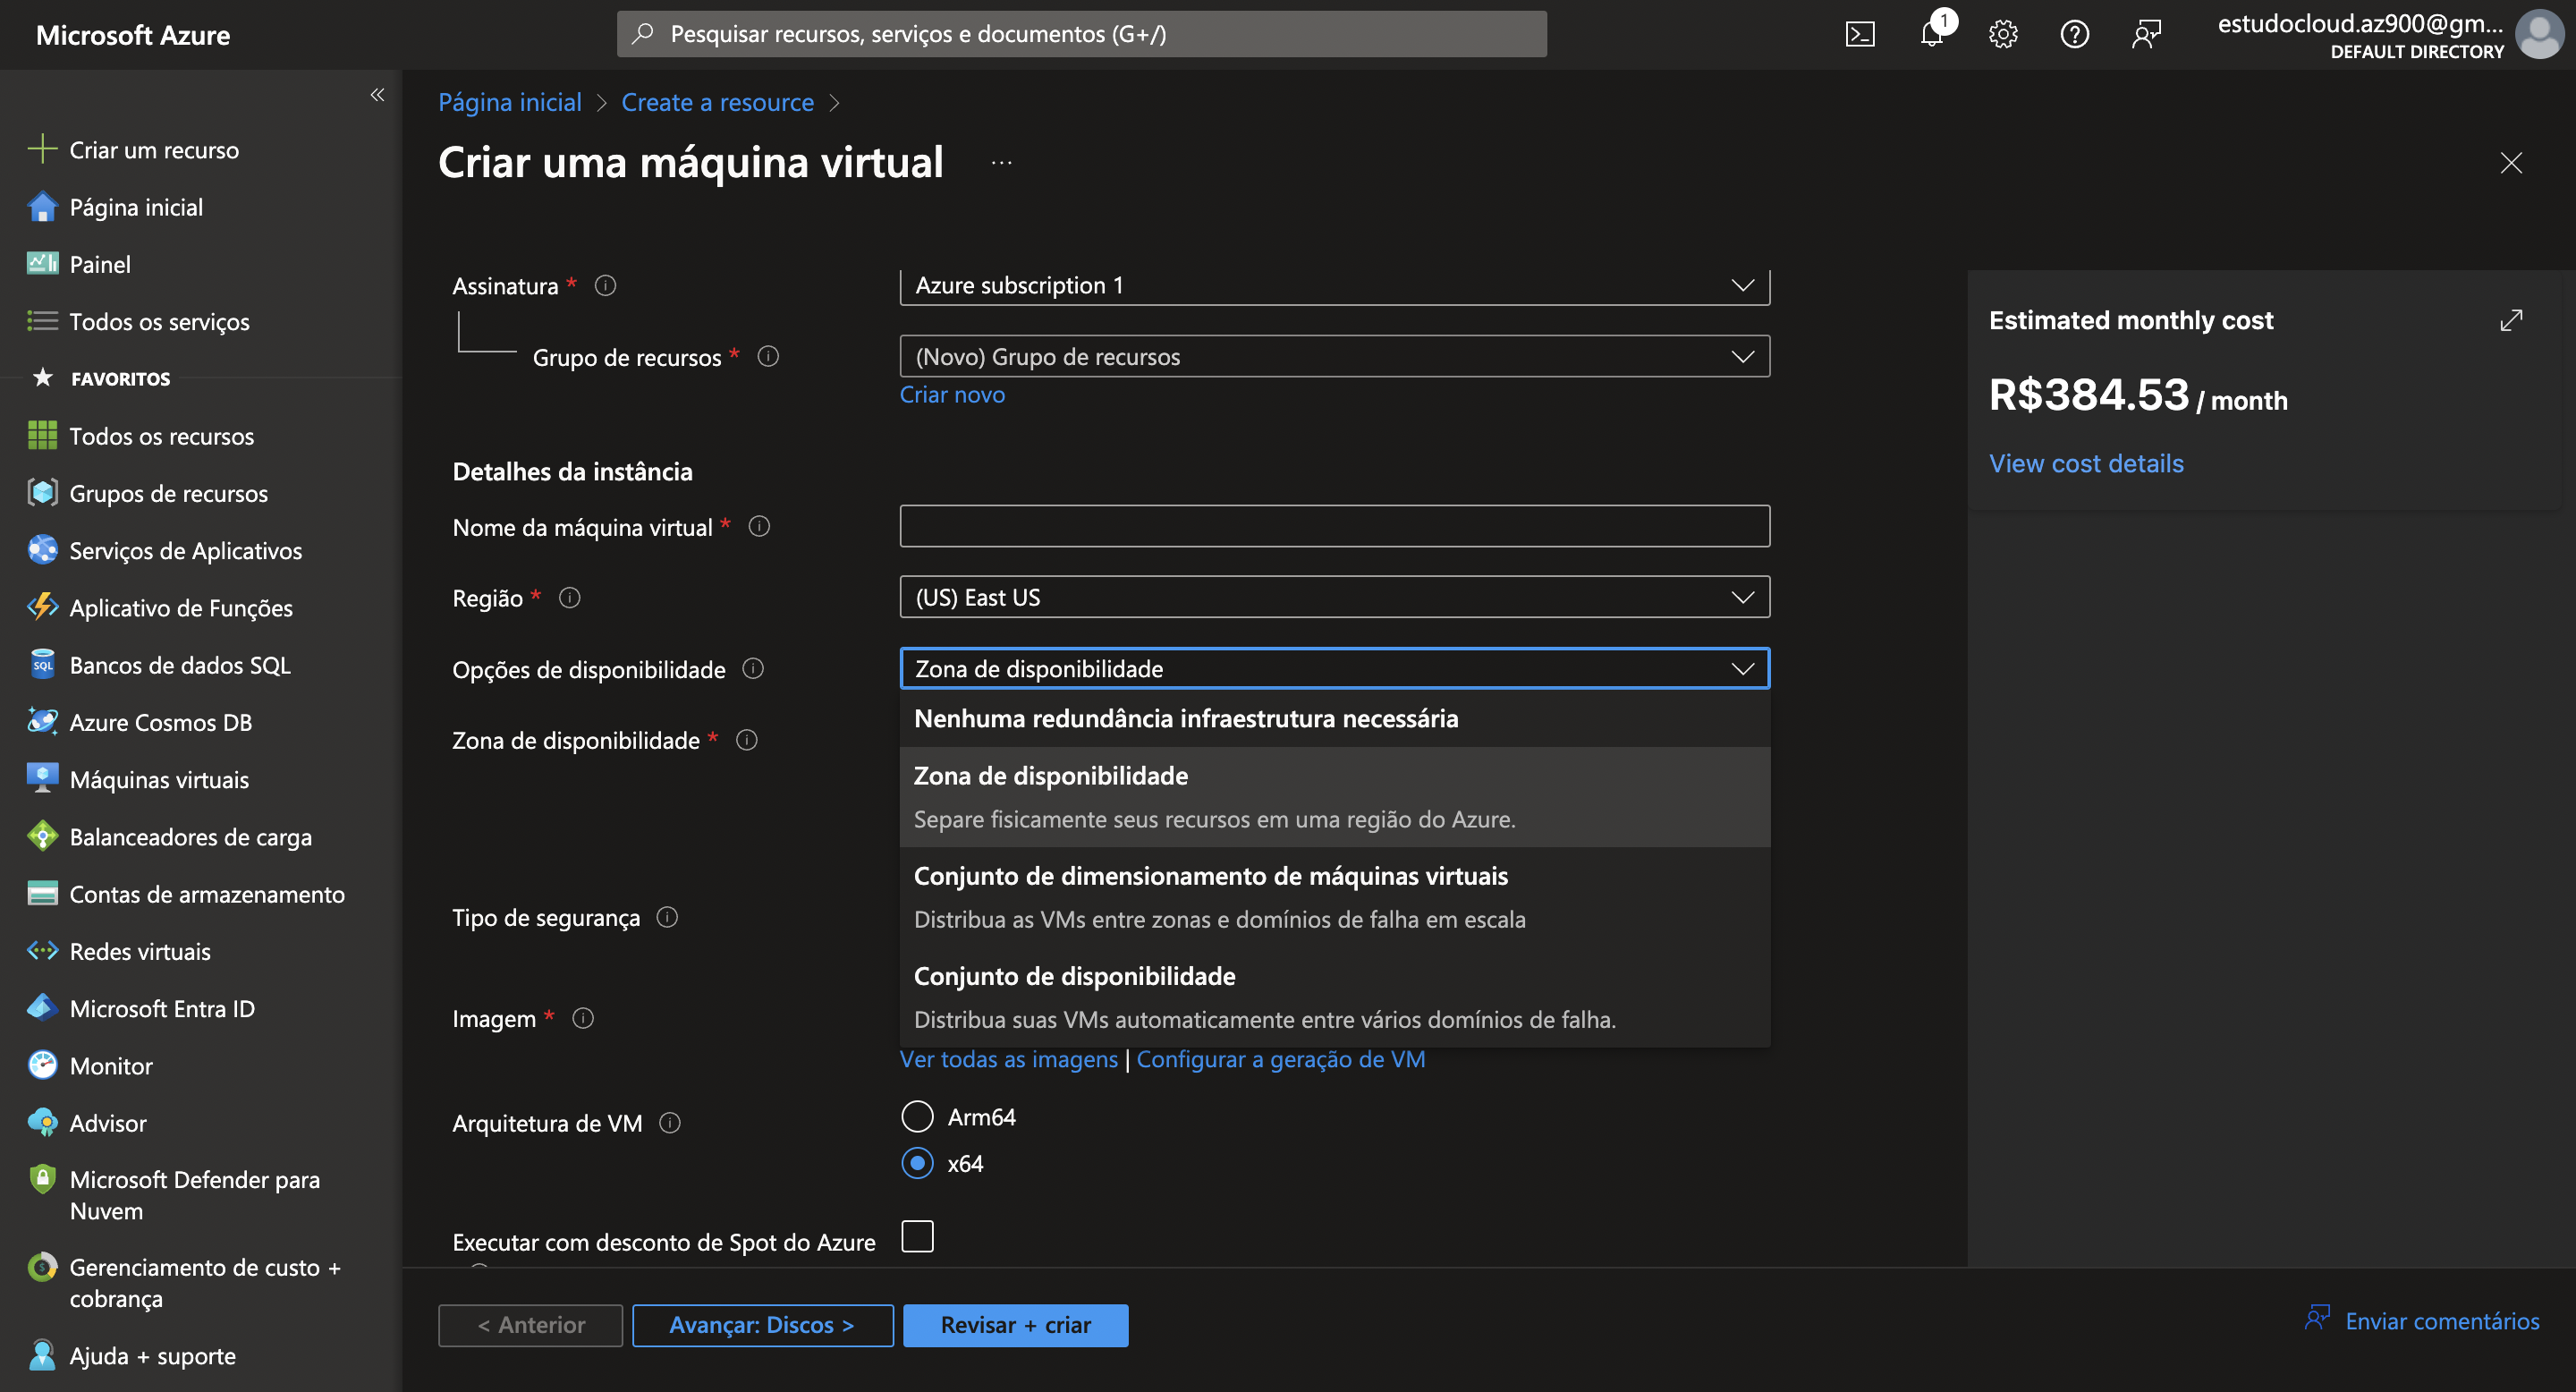 Microsoft Azure
Pesquisar recursos, serviços e documentos (G+/)
1
estudocloud.az900@gm...
DEFAULT DIRECTORY
Criar um recurso
Página inicial
Painel
Todos os serviços
FAVORITOS
Todos os recursos
Grupos de recursos
Serviços de Aplicativos
Aplicativo de Funções
SQL
Bancos de dados SQL
Azure Cosmos DB
Máquinas virtuais
Balanceadores de carga
Contas de armazenamento
Redes virtuais
Microsoft Entra ID
Monitor
Advisor
Microsoft Defender para
Nuvem
Gerenciamento de custo +
cobrança
Ajuda + suporte
Página inicial > Create a resource >
Criar uma máquina virtual ...
Assinatura *
Azure subscription 1
Grupo de recursos *
(Novo) Grupo de recursos
Criar novo
Detalhes da instância
Nome da máquina virtual *
Região *
(US) East US
Opções de disponibilidade
Zona de disponibilidade
Nenhuma redundância infraestrutura necessária
Zona de disponibilidade *
Zona de disponibilidade
Separe fisicamente seus recursos em uma região do Azure.
Conjunto de dimensionamento de máquinas virtuais
Tipo de segurança
Distribua as VMs entre zonas e domínios de falha em escala
Conjunto de disponibilidade
Imagem *
Distribua suas VMs automaticamente entre vários domínios de falha.
Ver todas as imagens | Configurar a geração de VM
Arquitetura de VM
Arm64
x64
Executar com desconto de Spot do Azure
< Anterior
Avançar: Discos >
Revisar + criar
Estimated monthly cost
R$384.53 / month
View cost details
Enviar comentários